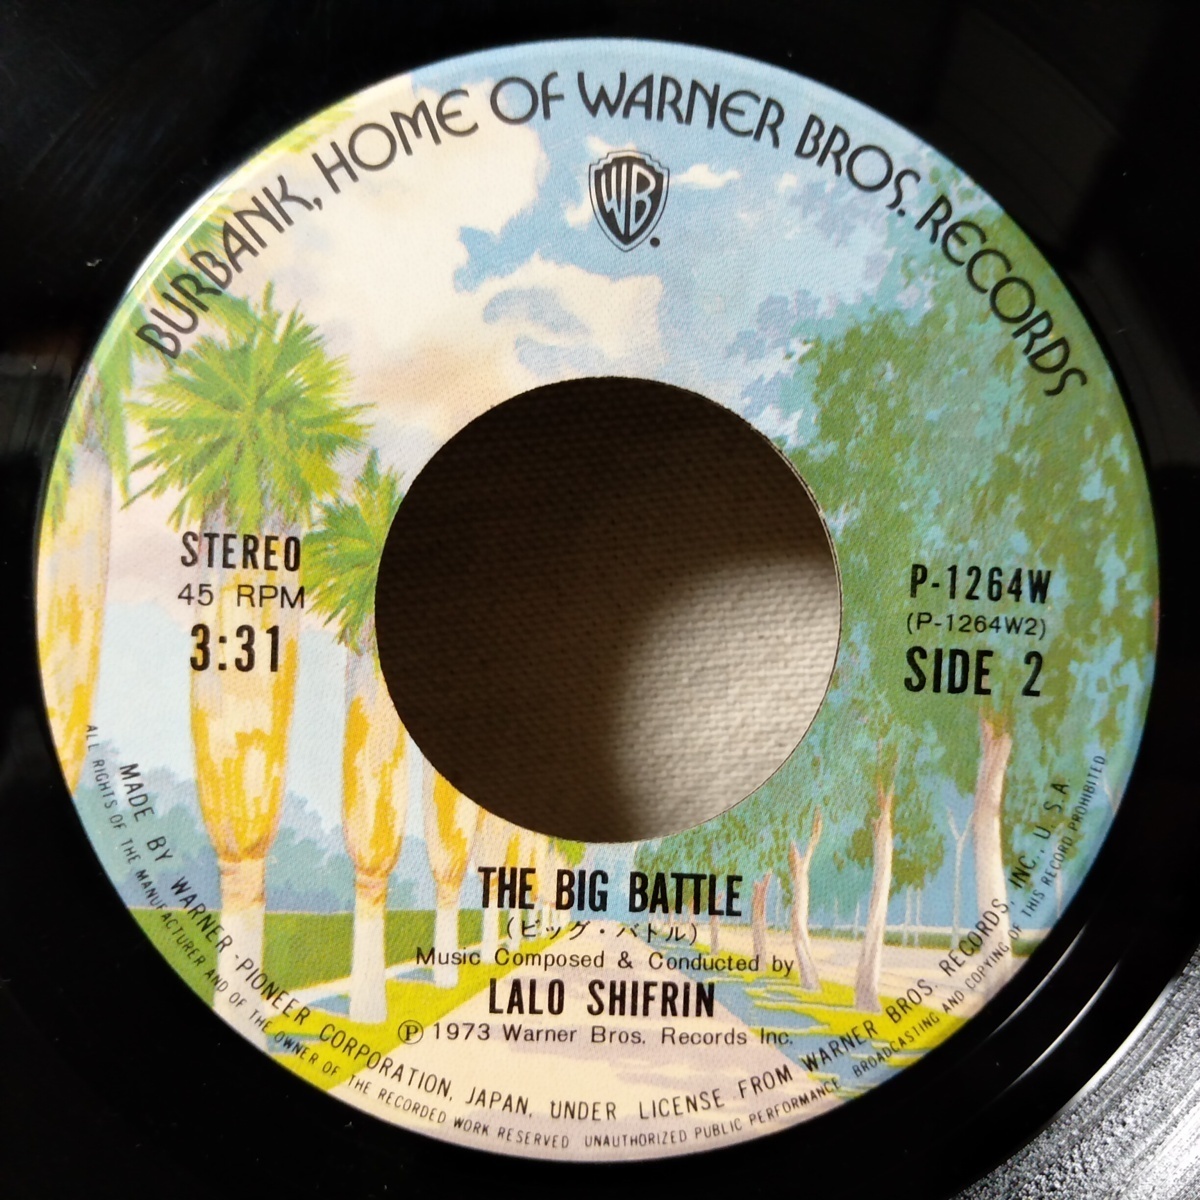 BURBANK, HOME OF WARNER BROS. RECORDS
WB
STEREO
45 RPM
3:31
P-1264W
(P-1264W2)
SIDE 2
THE BIG BATTLE
(ビッグ・バトル)
Music Composed & Conducted by
LALO SHIFRIN
Ⓟ 1973 Warner Bros. Records Inc.
MADE BY WARNER-PIONEER CORPORATION, JAPAN, UNDER LICENSE FROM WARNER BROS. RECORDS, INC., U.S.A.
ALL RIGHTS OF THE MANUFACTURER AND OF THE OWNER OF THE RECORDED WORK RESERVED UNAUTHORIZED PUBLIC PERFORMANCE, BROADCASTING AND COPYING OF THIS RECORD PROHIBITED